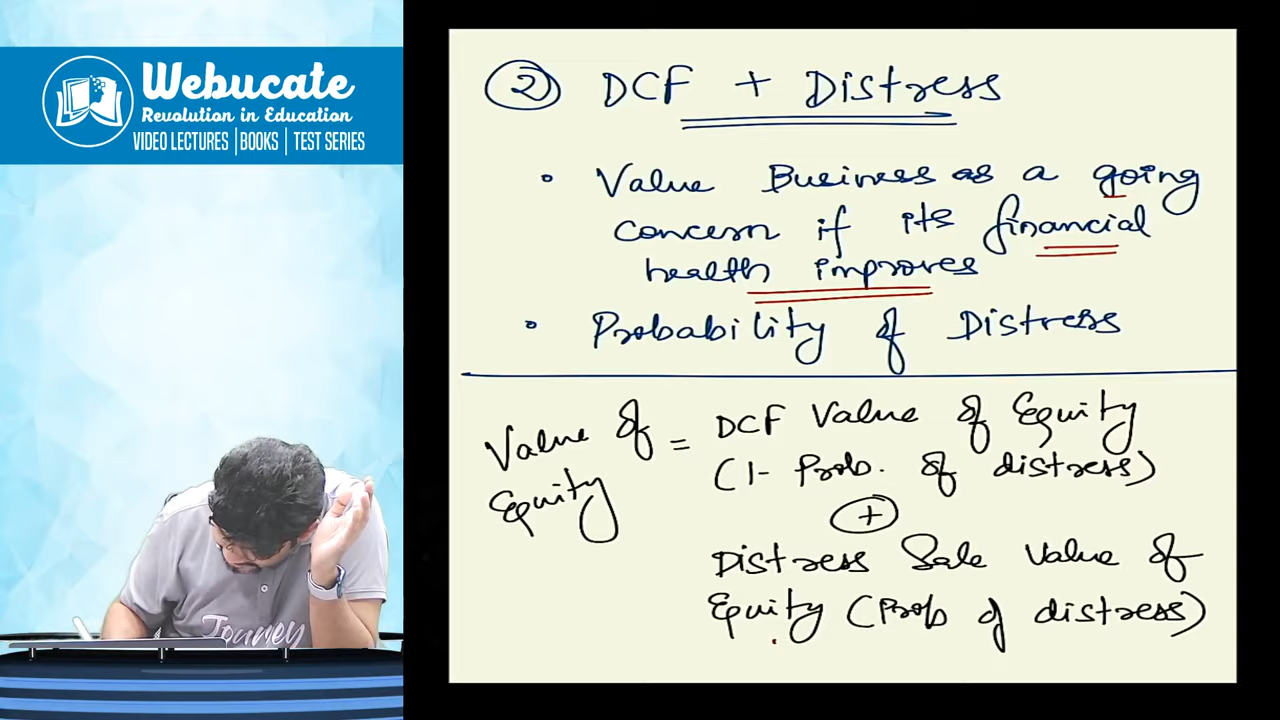 Webucate
Revolution in Education
VIDEO LECTURES | BOOKS | TEST SERIES
② DCF + Distress
• Value Business as a going
concern if its financial
health improves
• Probability of Distress
Value of Equity = DCF Value of Equity
(1- Prob. of distress)
+
Distress Sale Value of
Equity (Prob of distress)
Journey